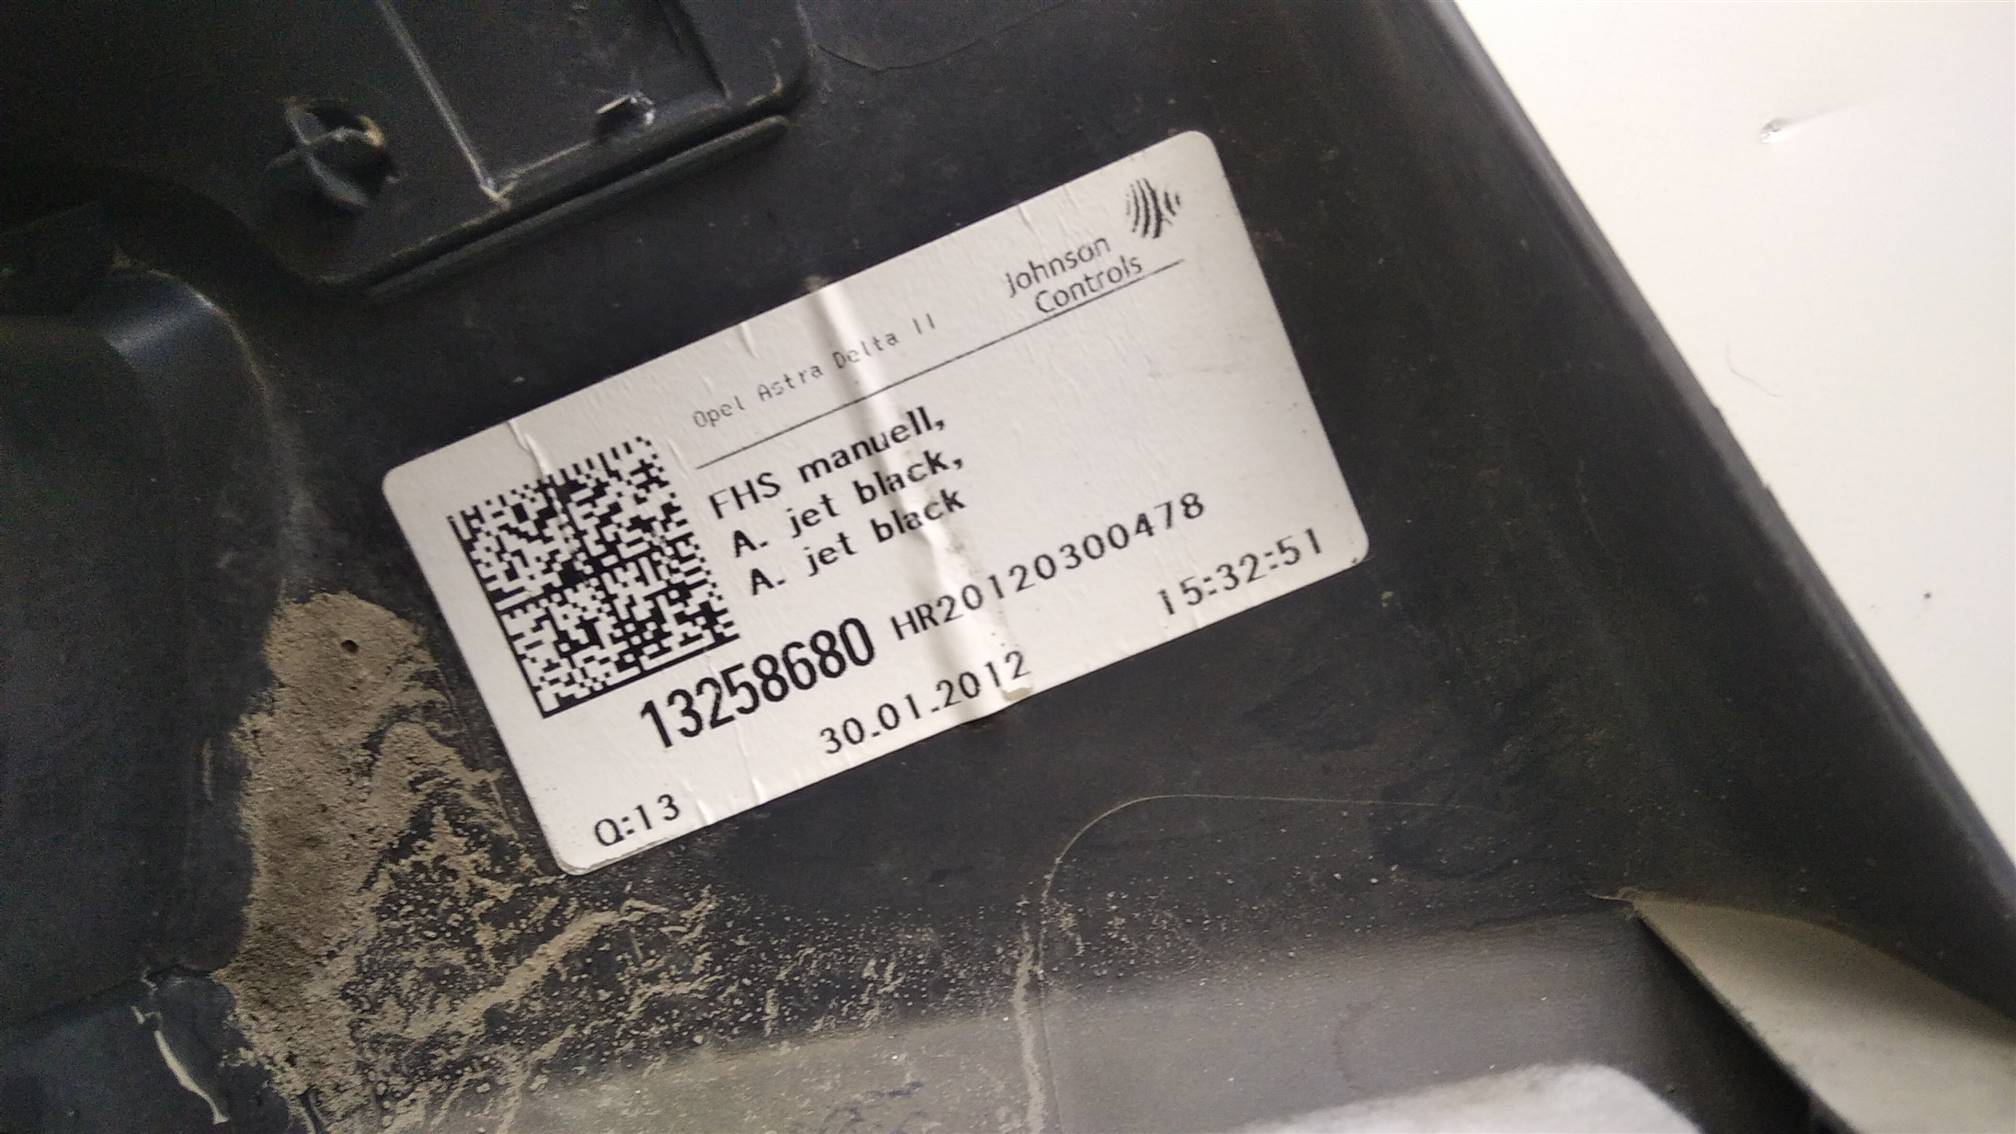 Johnson
Controls
Opel Astra Delta II
FHS manuell,
A. jet black,
A. jet black
13258680 HR20120300478
30.01.2012 15:32:51
Q:13